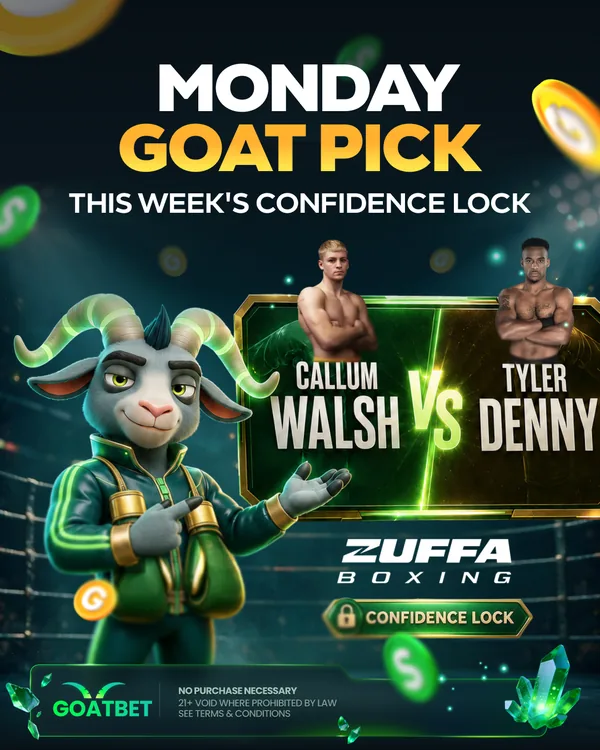 MONDAY
GOAT PICK
THIS WEEK'S CONFIDENCE LOCK
CALLUM
WALSH
VS
TYLER
DENNY
ZUFFA
BOXING
CONFIDENCE LOCK
G
$
GOATBET
NO PURCHASE NECESSARY
21+ VOID WHERE PROHIBITED BY LAW
SEE TERMS & CONDITIONS